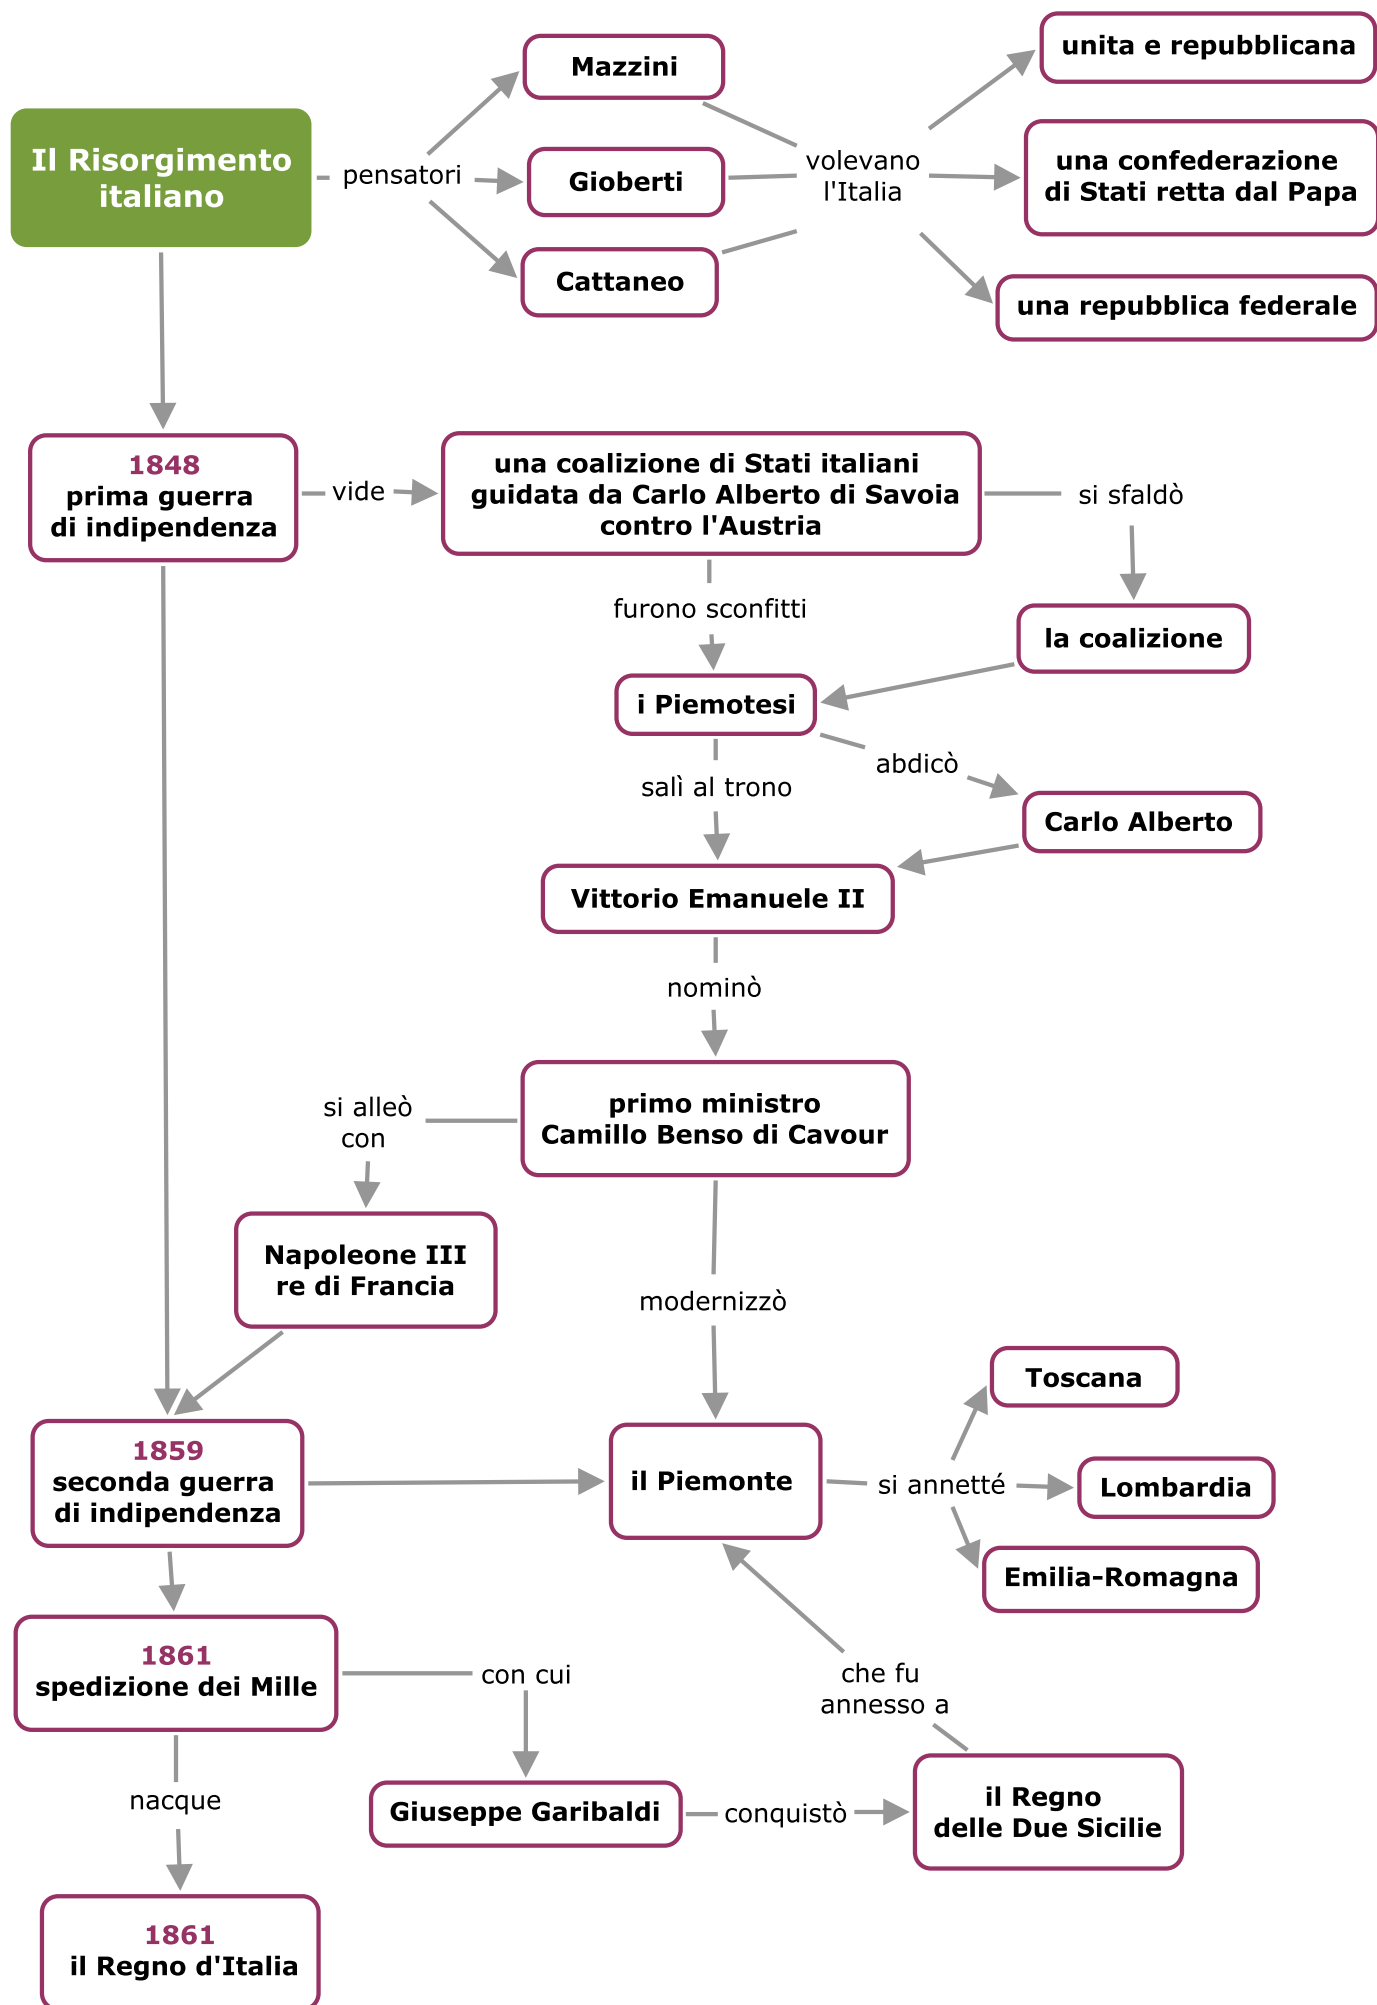 Il Risorgimento
italiano
pensatori
Mazzini
Gioberti
Cattaneo
volevano
l'Italia
unita e repubblicana
una confederazione
di Stati retta dal Papa
una repubblica federale
1848
prima guerra
di indipendenza
vide
una coalizione di Stati italiani
guidata da Carlo Alberto di Savoia
contro l'Austria
si sfaldò
furono sconfitti
la coalizione
i Piemotesi
abdicò
salì al trono
Carlo Alberto
Vittorio Emanuele II
nominò
primo ministro
Camillo Benso di Cavour
si alleò
con
Napoleone III
re di Francia
modernizzò
1859
seconda guerra
di indipendenza
il Piemonte
si annetté
Toscana
Lombardia
Emilia-Romagna
1861
spedizione dei Mille
con cui
che fu
annesso a
nacque
Giuseppe Garibaldi
conquistò
il Regno
delle Due Sicilie
1861
il Regno d'Italia